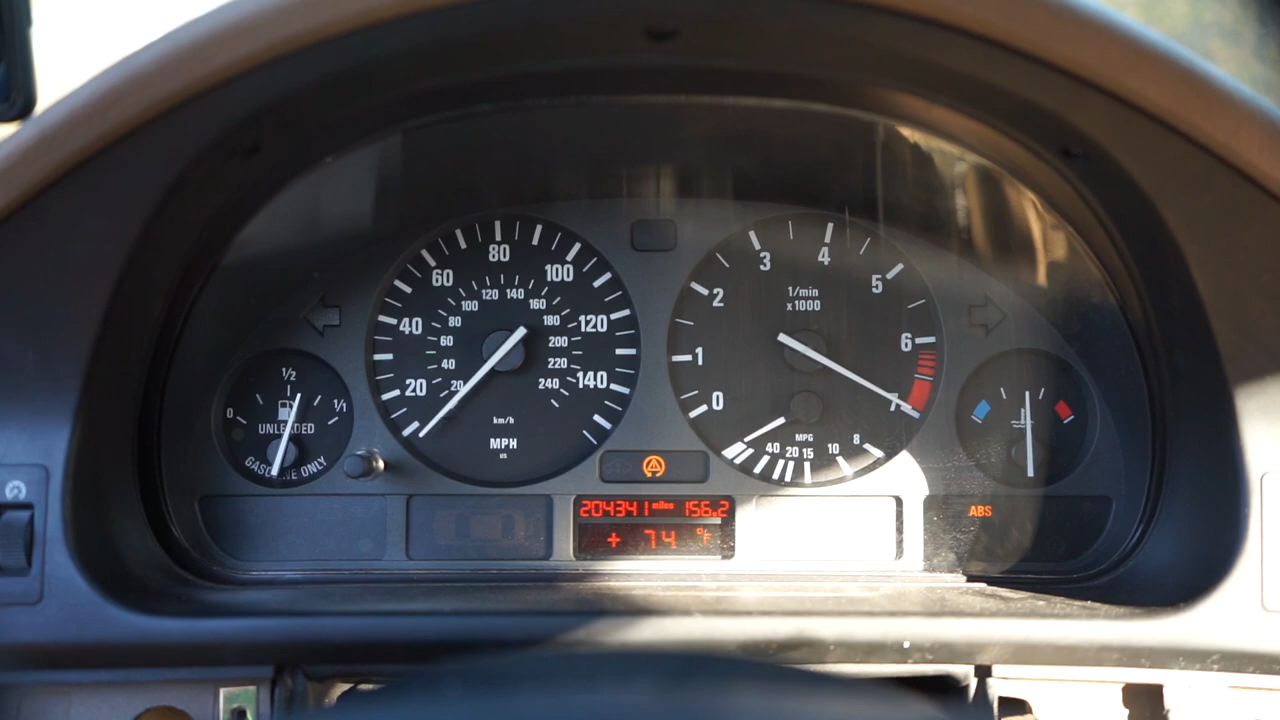 20 40 60 80 100 120 140
20 40 60 80 100 120 140 160 180 200 220 240
km/h
MPH
US
0 1 2 3 4 5 6 7
1/min
x1000
MPG
40 20 15 10 8
0 1/2 1/1
UNLEADED
GASOLINE ONLY
204341 miles 156.2
+ 74 °F
ABS